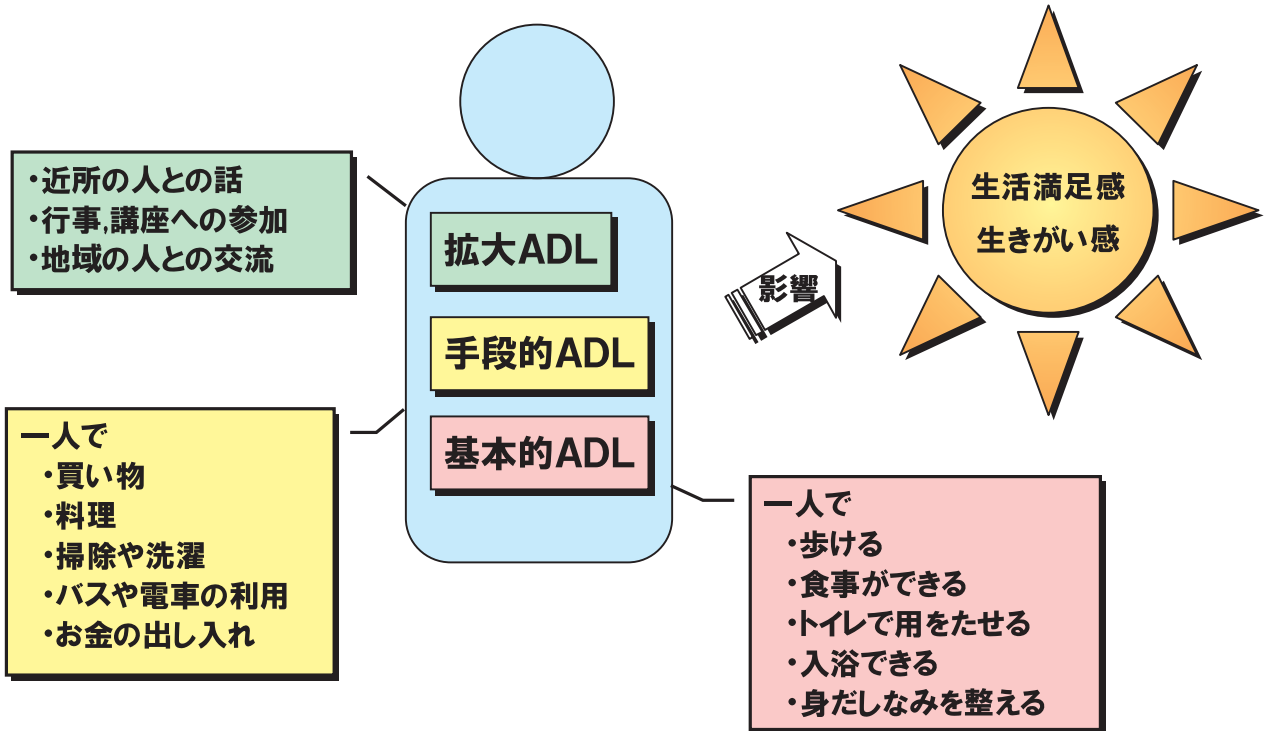 ・近所の人との話
・行事,講座への参加
・地域の人との交流
拡大ADL
手段的ADL
基本的ADL
影響
生活満足感
生きがい感
一人で
・買い物
・料理
・掃除や洗濯
・バスや電車の利用
・お金の出し入れ
一人で
・歩ける
・食事ができる
・トイレで用をたせる
・入浴できる
・身だしなみを整える